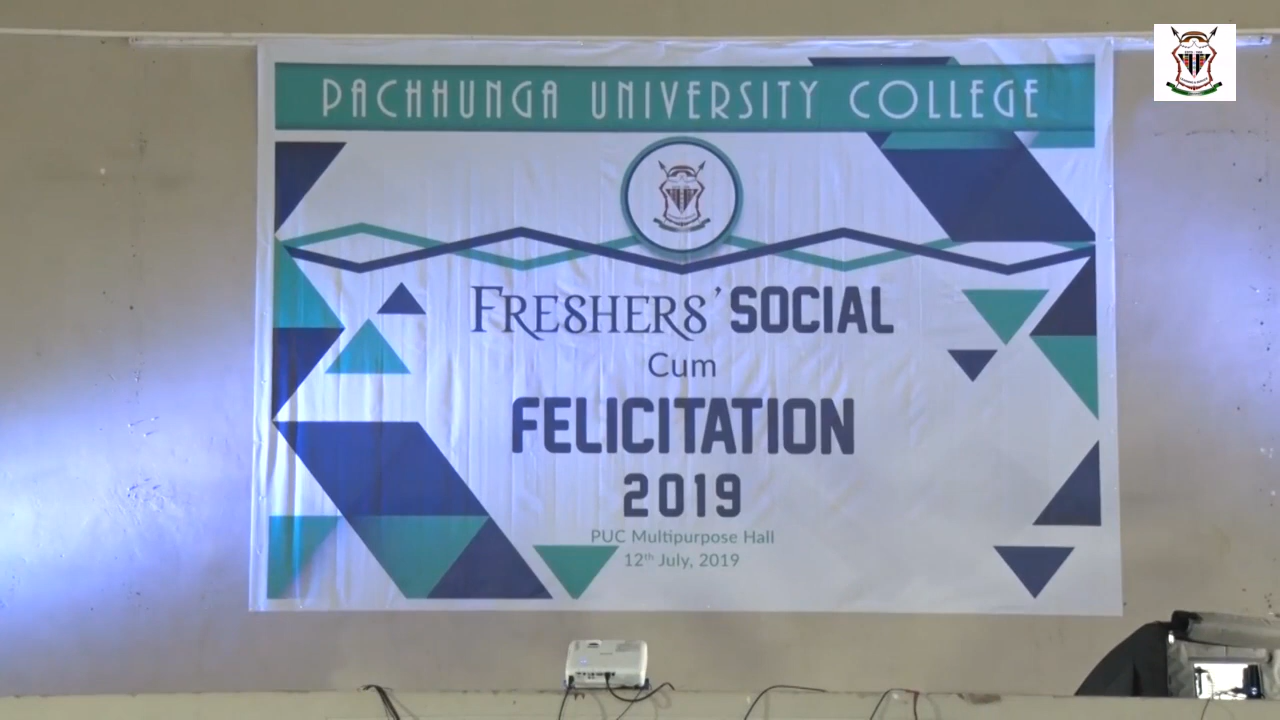 PACHHUNGA UNIVERSITY COLLEGE
FRESHERS' SOCIAL
Cum
FELICITATION
2019
PUC Multipurpose Hall
12th July, 2019